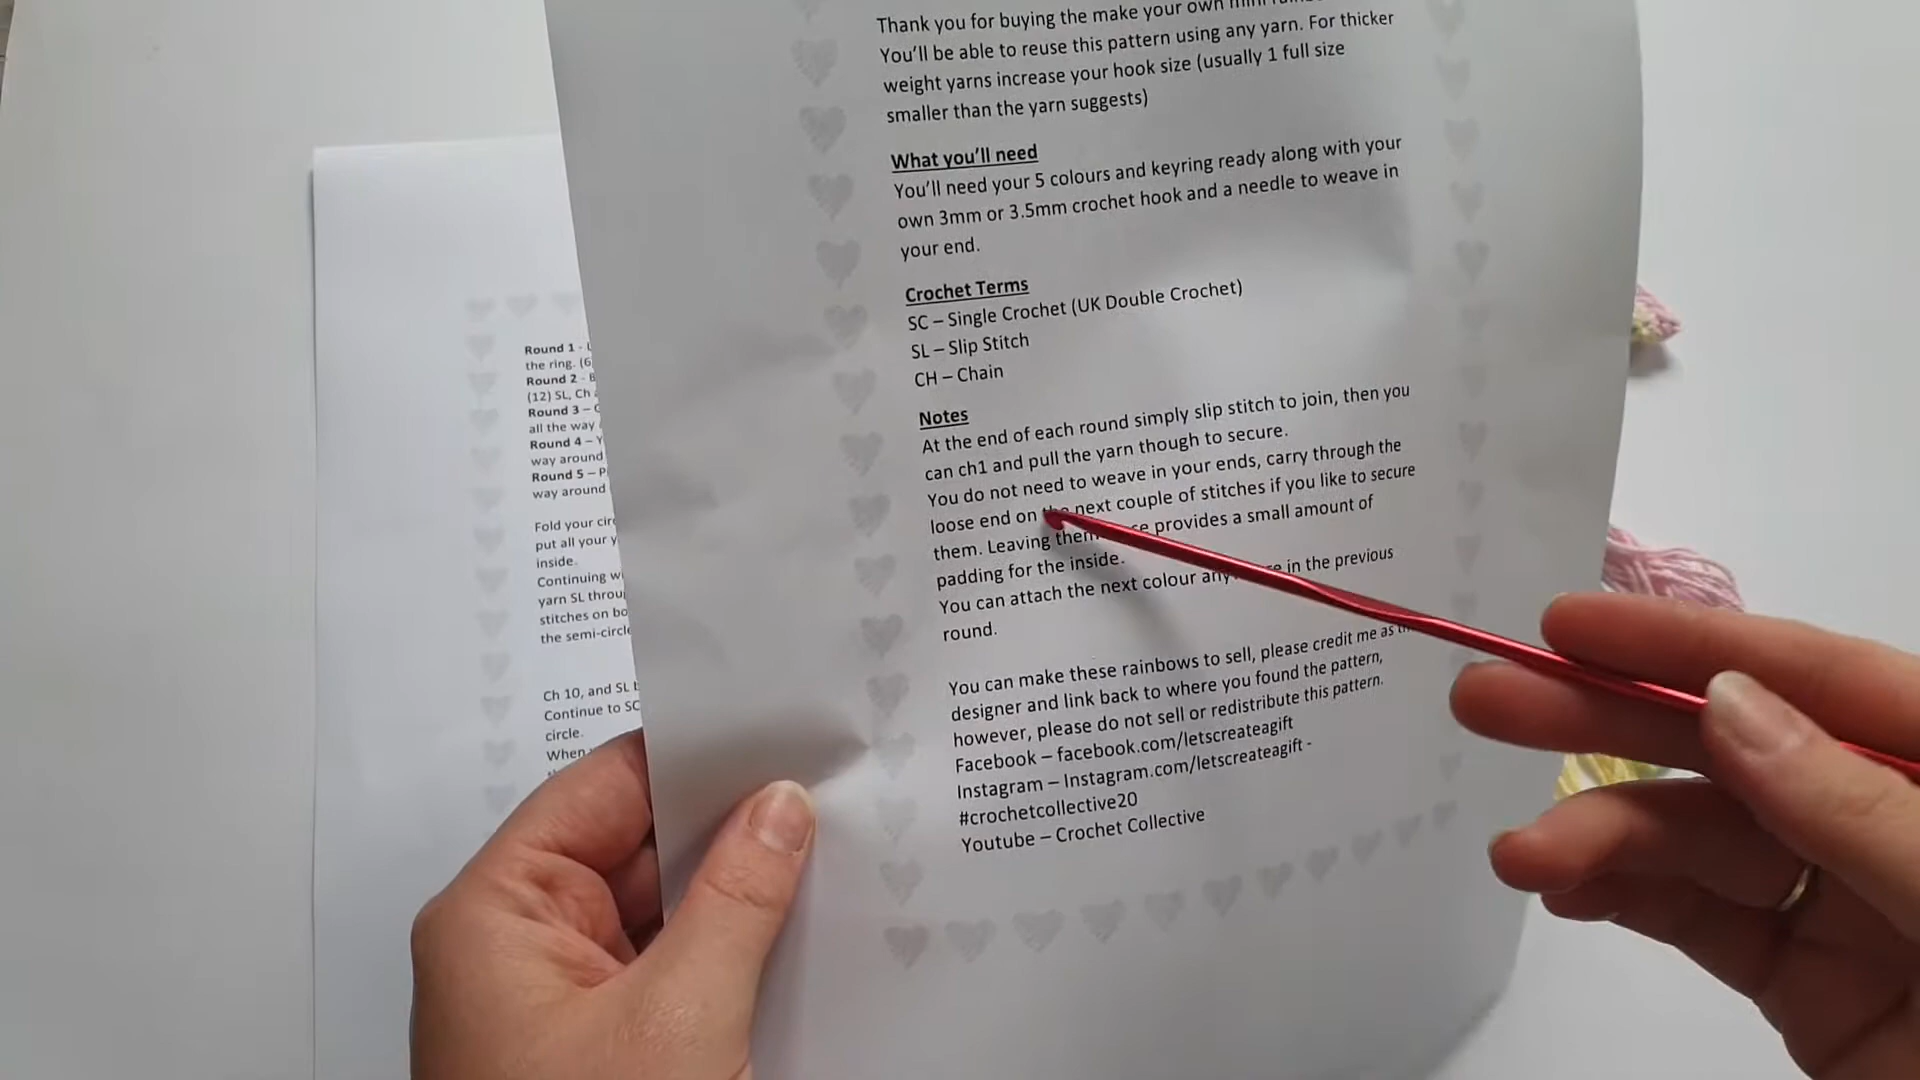 Thank you for buying the make your own mini
You'll be able to reuse this pattern using any yarn. For thicker
weight yarns increase your hook size (usually 1 full size
smaller than the yarn suggests)
What you'll need
You'll need your 5 colours and keyring ready along with your
own 3mm or 3.5mm crochet hook and a needle to weave in
your end.
Crochet Terms
SC – Single Crochet (UK Double Crochet)
SL – Slip Stitch
CH – Chain
Notes
At the end of each round simply slip stitch to join, then you
can ch1 and pull the yarn though to secure.
You do not need to weave in your ends, carry through the
loose end on the next couple of stitches if you like to secure
them. Leaving provides a small amount of
padding for the inside.
You can attach the next colour in the previous
round.
You can make these rainbows to sell, please credit me as
designer and link back to where you found the pattern,
however, please do not sell or redistribute this pattern.
Facebook – facebook.com/letscreateagift
Instagram – Instagram.com/letscreateagift -
#crochetcollective20
Youtube – Crochet Collective
Round 1 -
the ring. (6
Round 2 -
(12) SL, Ch
Round 3 –
all the way
Round 4 –
way around
Round 5 –
way around
Fold your
put all your
inside.
Continuing
yarn SL
stitches on
the
Ch 10, and SL
Continue to SC
circle.
When